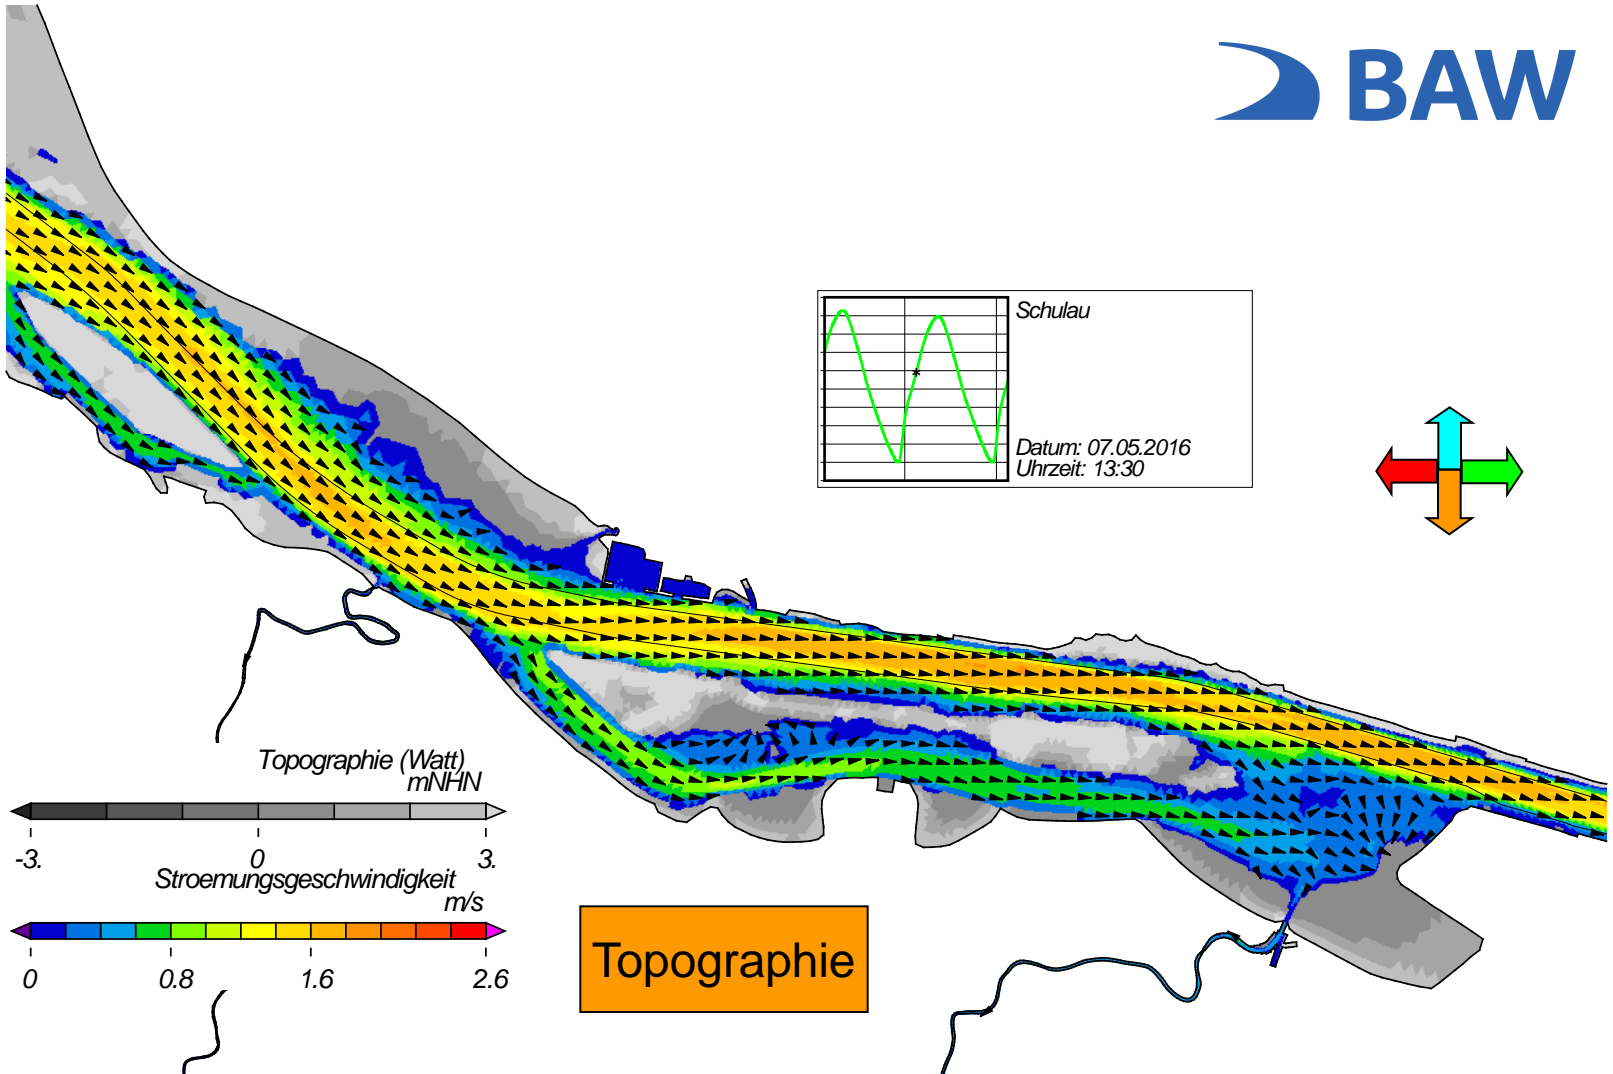 BAW
Schulau
Datum: 07.05.2016
Uhrzeit: 13:30
Topographie (Watt)
mNHN
-3. 0 3.
Stroemungsgeschwindigkeit
m/s
0 0.8 1.6 2.6
Topographie